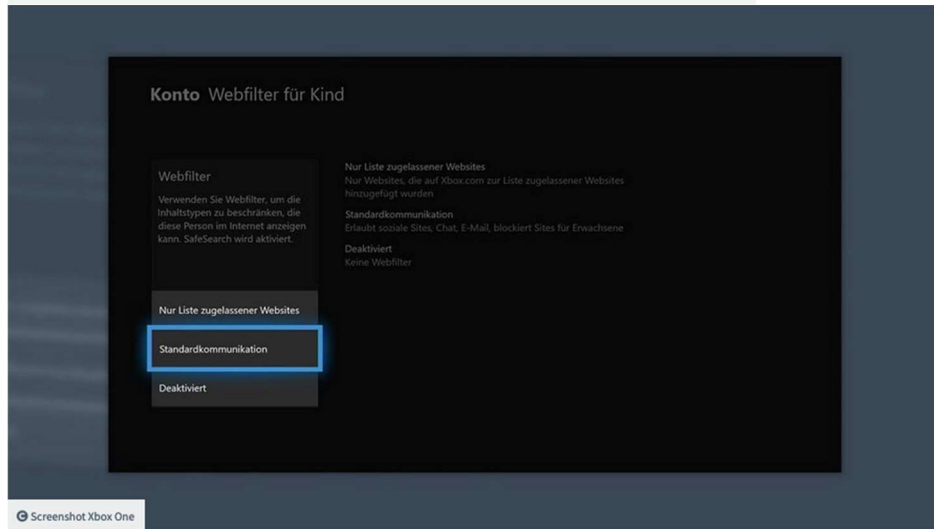 Konto Webfilter für Kind
Webfilter
Verwenden Sie Webfilter, um die
Inhaltstypen zu beschränken, die
diese Person im Internet anzeigen
kann. SafeSearch wird aktiviert.
Nur Liste zugelassener Websites
Standardkommunikation
Deaktiviert
Nur Liste zugelassener Websites
Nur Websites, die auf Xbox.com zur Liste zugelassener Websites
hinzugefügt wurden
Standardkommunikation
Erlaubt soziale Sites, Chat, E-Mail, blockiert Sites für Erwachsene
Deaktiviert
Keine Webfilter
Screenshot Xbox One